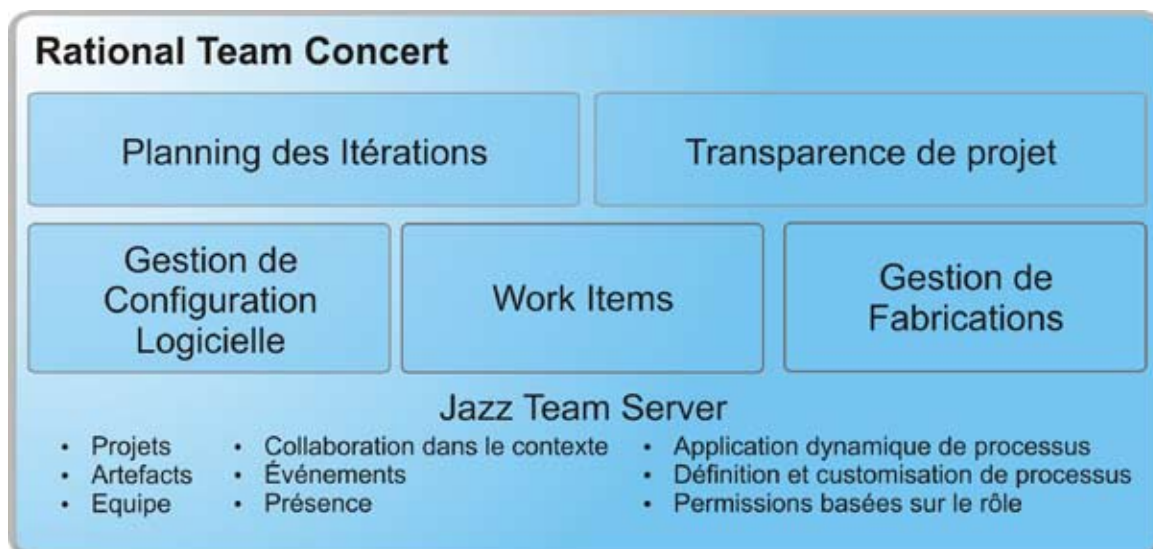 Rational Team Concert
Planning des Itérations
Transparence de projet
Gestion de
Configuration
Logicielle
Work Items
Gestion de
Fabrications
Jazz Team Server
• Projets
• Artefacts
• Equipe
• Collaboration dans le contexte
• Événements
• Présence
• Application dynamique de processus
• Définition et customisation de processus
• Permissions basées sur le rôle